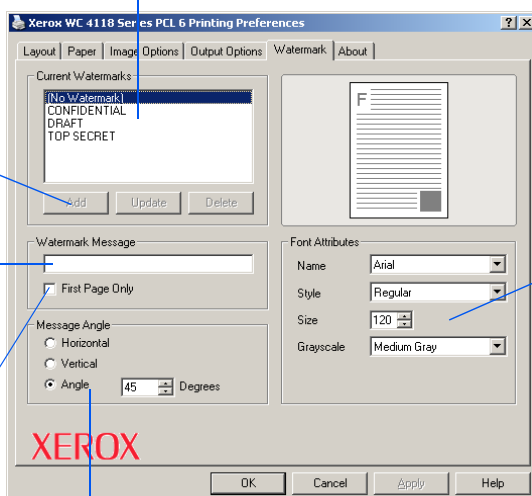 Xerox WC 4118 Series PCL 6 Printing Preferences
Layout Paper Image Options Output Options Watermark About
Current Watermarks
(No Watermark)
CONFIDENTIAL
DRAFT
TOP SECRET
Add Update Delete
F
Watermark Message
First Page Only
Message Angle
Horizontal
Vertical
Angle 45 Degrees
Font Attributes
Name Arial
Style Regular
Size 120
Grayscale Medium Gray
XEROX
OK Cancel Apply Help